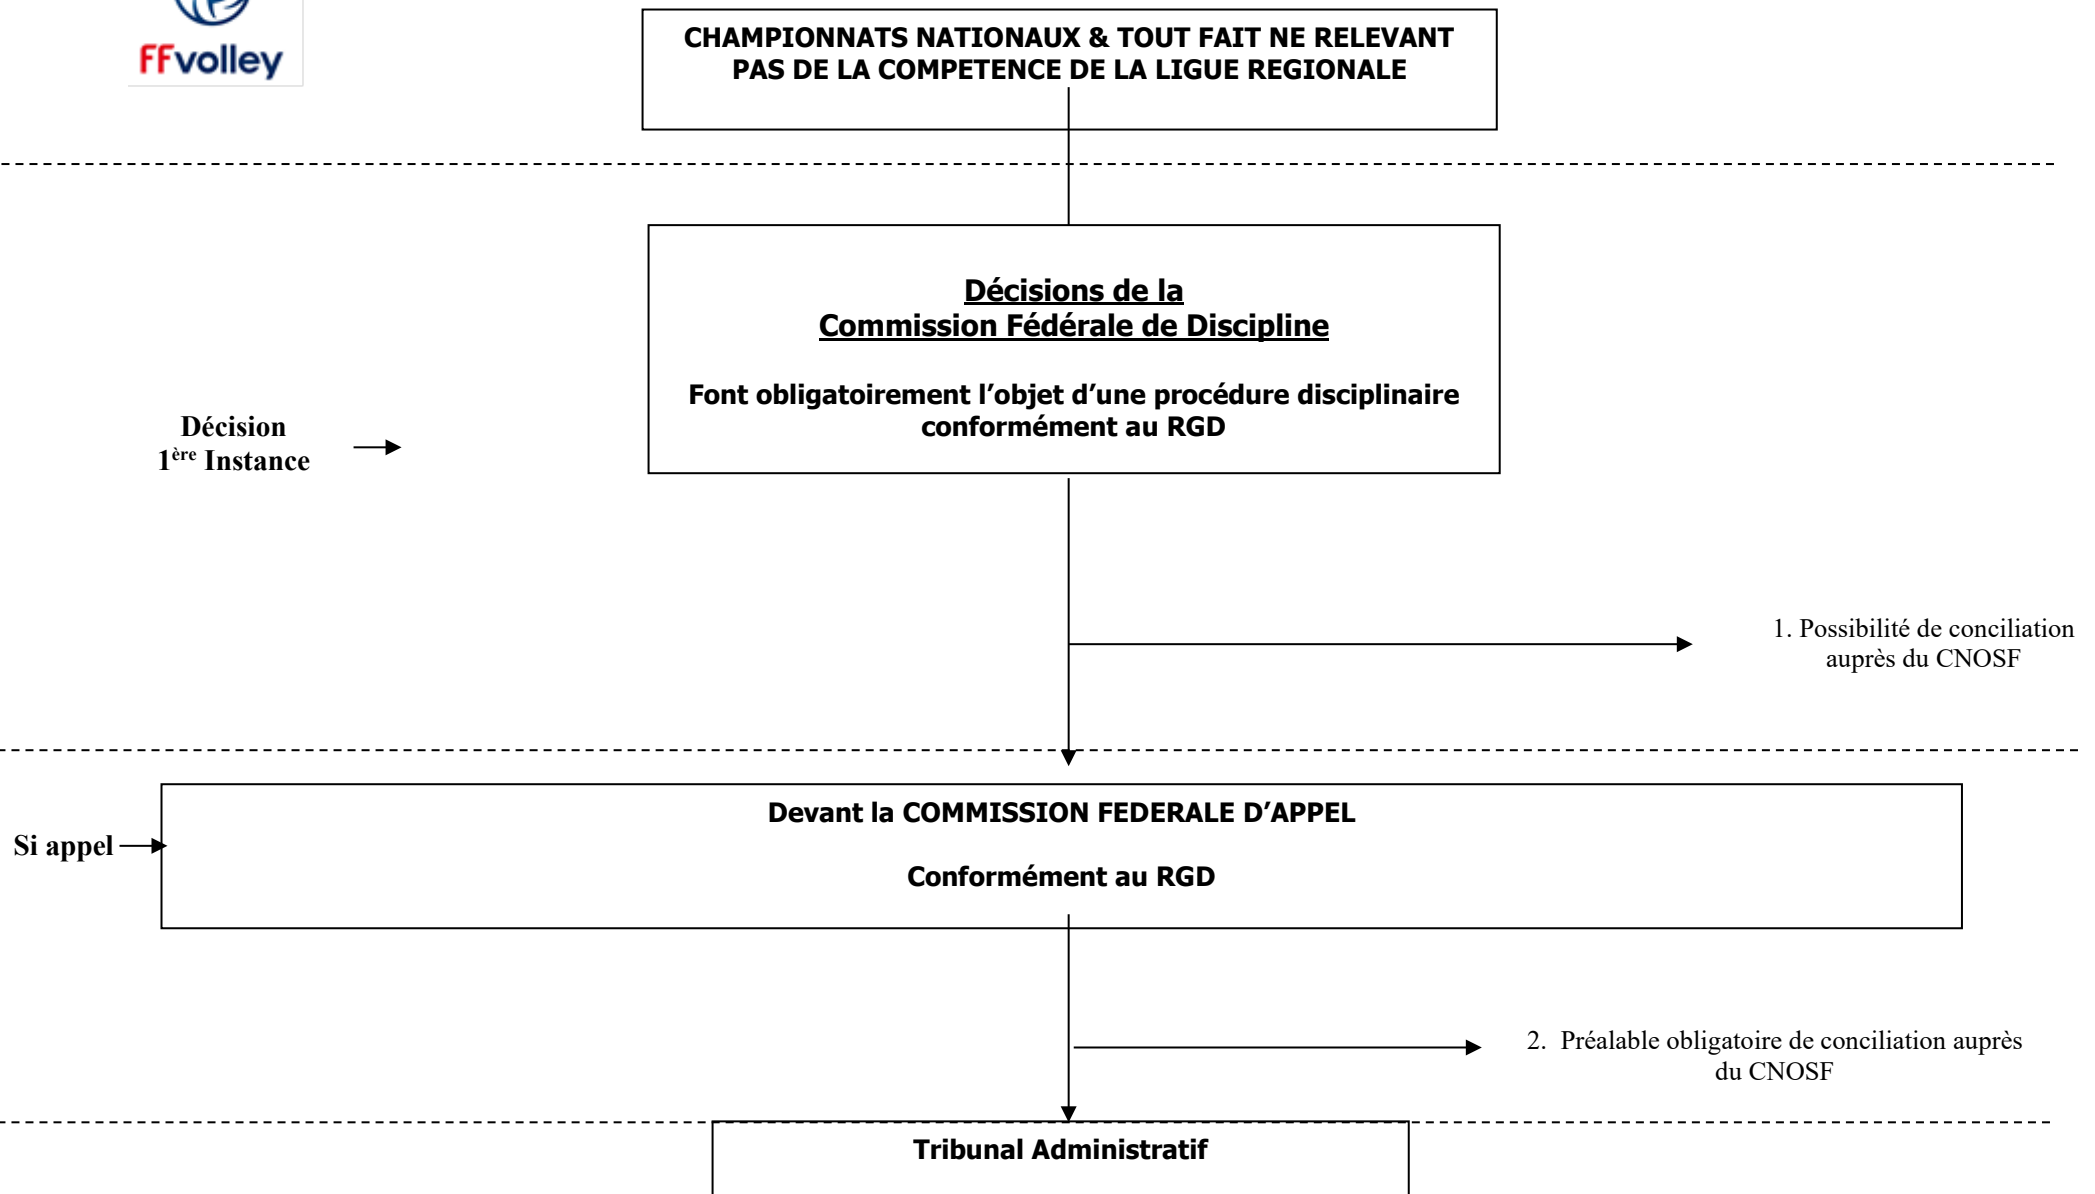 FFvolley
CHAMPIONNATS NATIONAUX & TOUT FAIT NE RELEVANT
PAS DE LA COMPETENCE DE LA LIGUE REGIONALE
Décisions de la
Commission Fédérale de Discipline
Font obligatoirement l’objet d’une procédure disciplinaire
conformément au RGD
Décision
1ère Instance
1. Possibilité de conciliation
auprès du CNOSF
Devant la COMMISSION FEDERALE D’APPEL
Si appel
Conformément au RGD
2. Préalable obligatoire de conciliation auprès
du CNOSF
Tribunal Administratif